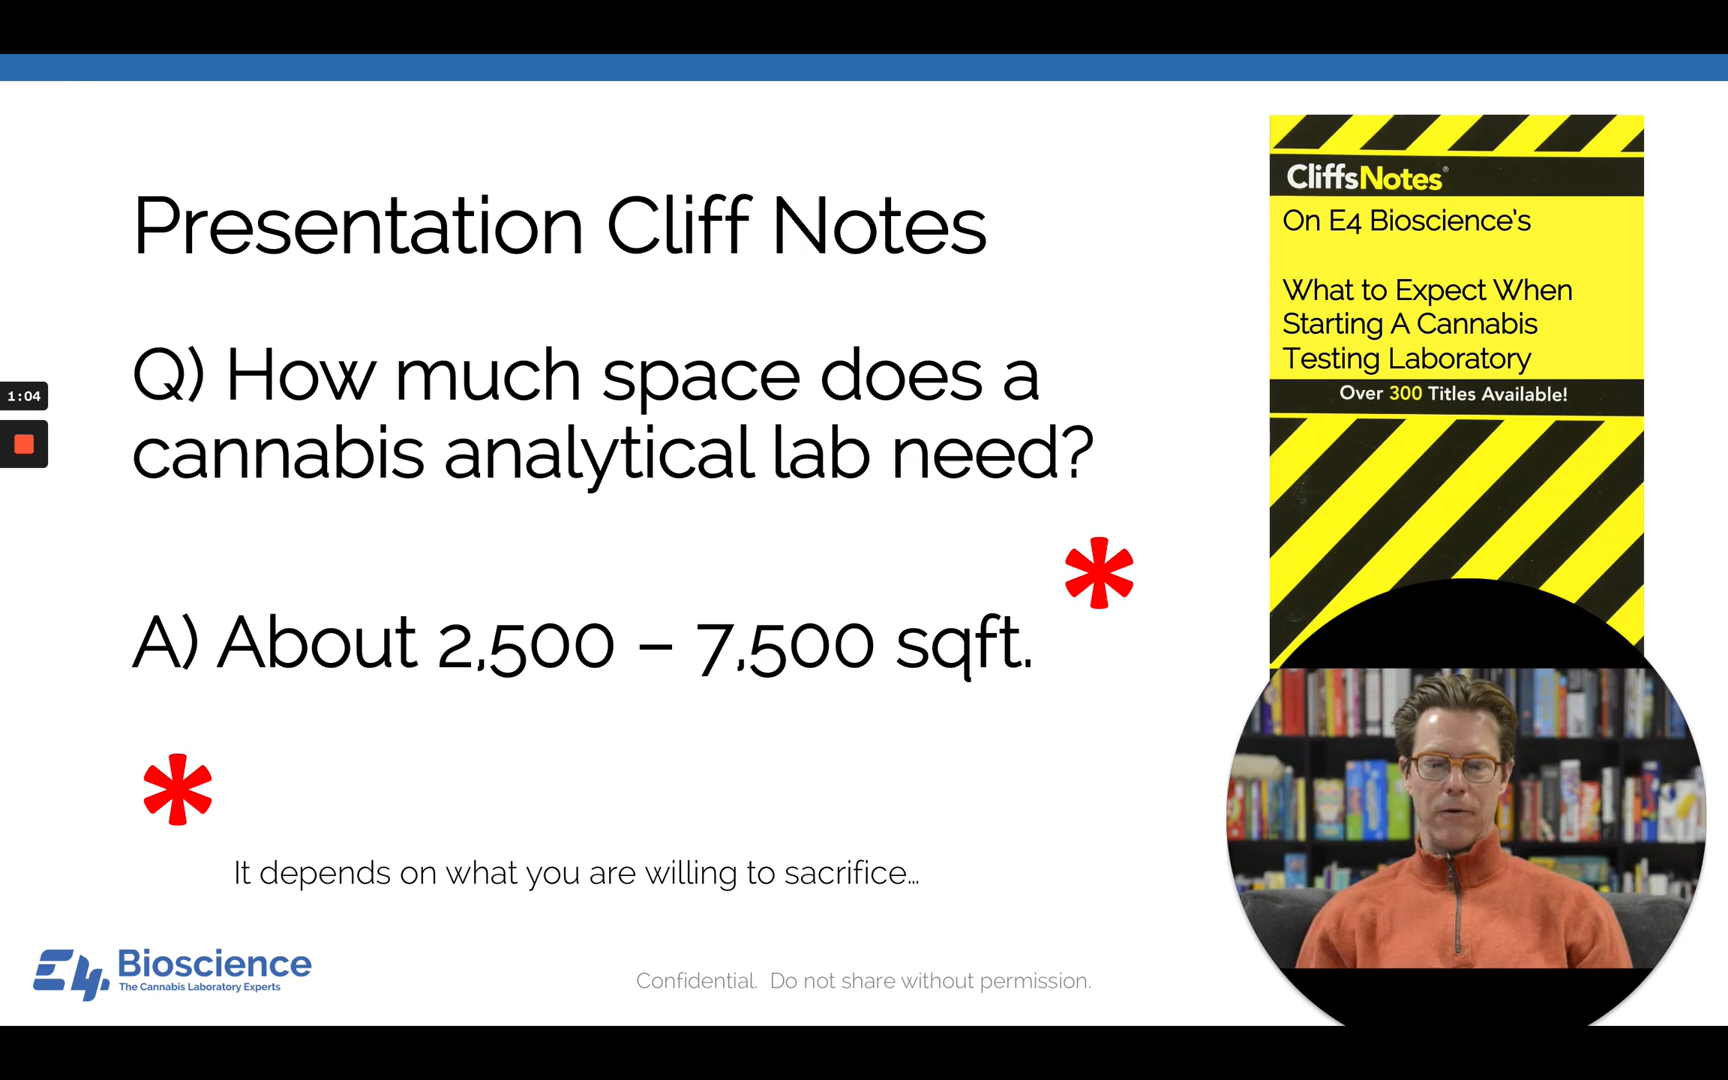 Presentation Cliff Notes
Q) How much space does a
cannabis analytical lab need?
*
A) About 2,500 – 7,500 sqft.
*
It depends on what you are willing to sacrifice...
CliffsNotes®
On E4 Bioscience's
What to Expect When
Starting A Cannabis
Testing Laboratory
Over 300 Titles Available!
1:04
E4 Bioscience
The Cannabis Laboratory Experts
Confidential. Do not share without permission.